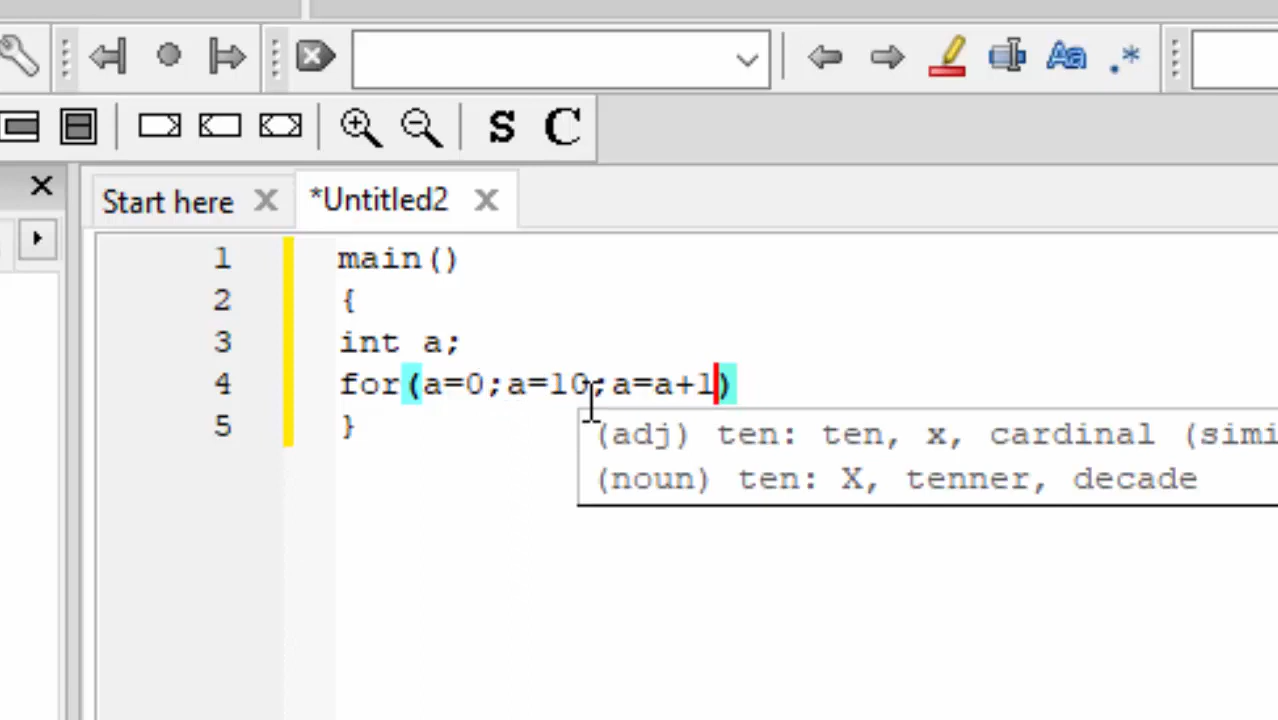 Aa
.*
S C
Start here
*Untitled2
1 main()
2 {
3 int a;
4 for(a=0;a=10;a=a+1)
5 }
(adj) ten: ten, x, cardinal (simi
(noun) ten: X, tenner, decade